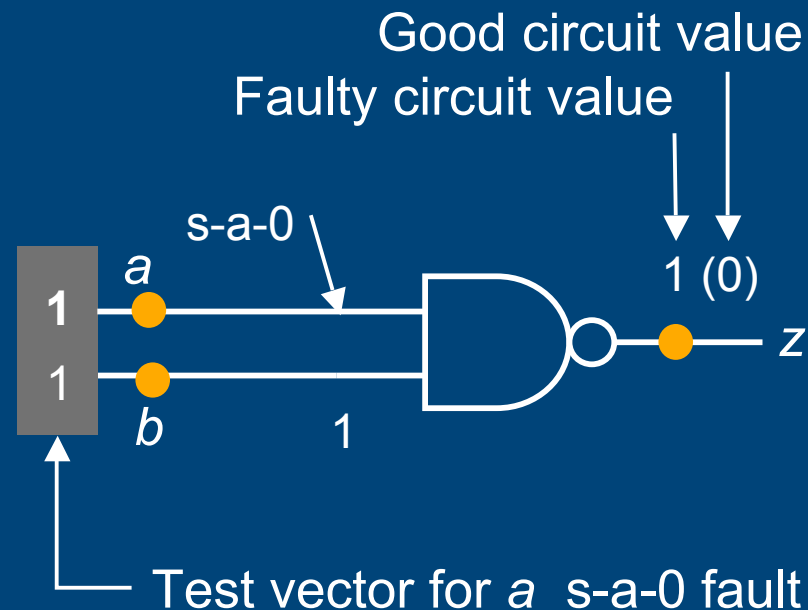 Good circuit value
Faulty circuit value
s-a-0
a
1 (0)
1
z
1
b
1
Test vector for a s-a-0 fault